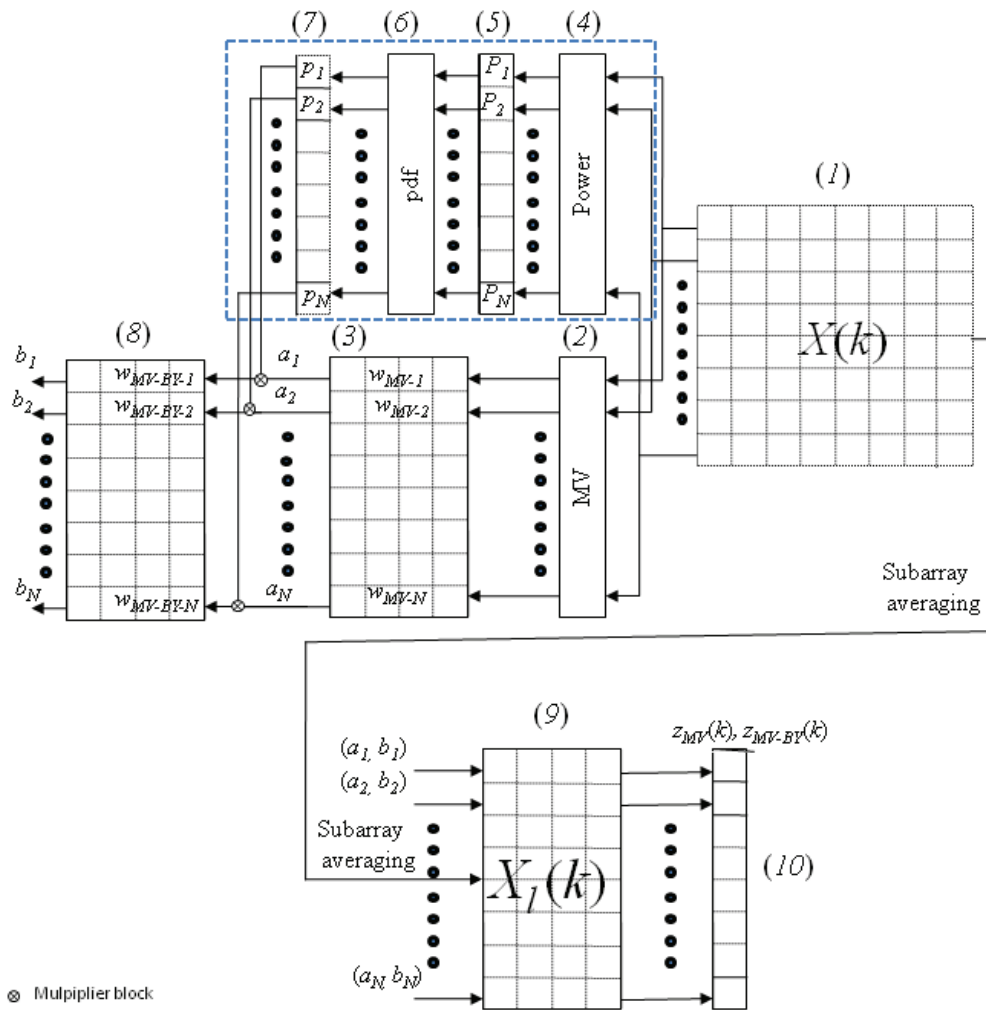 (7) (6) (5) (4)
p1 P1
p2 P2
pdf Power
pN PN
(1)
X(k)
(8) (3) (2)
b1 wMV-BY-1 a1 wMV-1
b2 wMV-BY-2 a2 wMV-2
MV
bN wMV-BY-N aN wMV-N
Subarray
averaging
(9)
zMV(k), zMV-BY(k)
(a1, b1)
(a2, b2)
Subarray
averaging
Xl(k)
(10)
(aN, bN)
⊗ Mulpiplier block